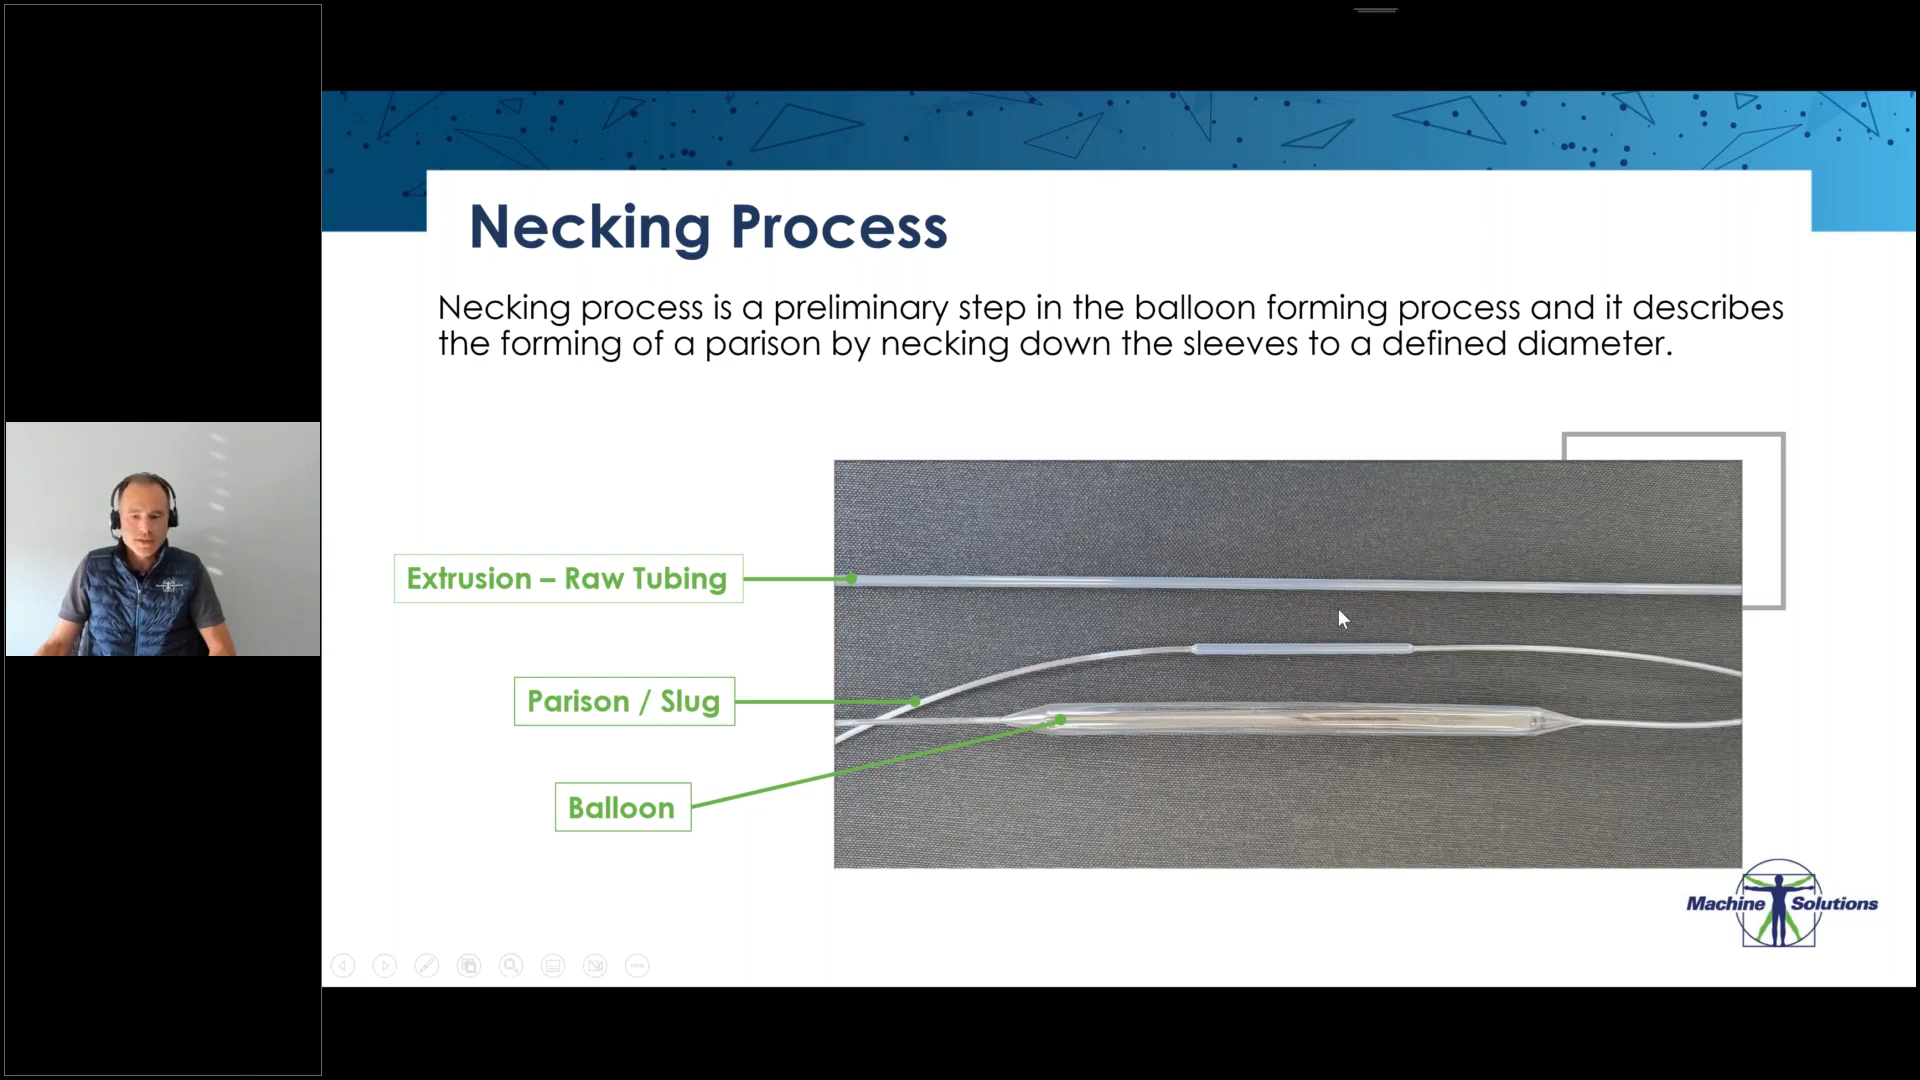 Necking Process
Necking process is a preliminary step in the balloon forming process and it describes
the forming of a parison by necking down the sleeves to a defined diameter.
Extrusion – Raw Tubing
Parison / Slug
Balloon
Machine Solutions